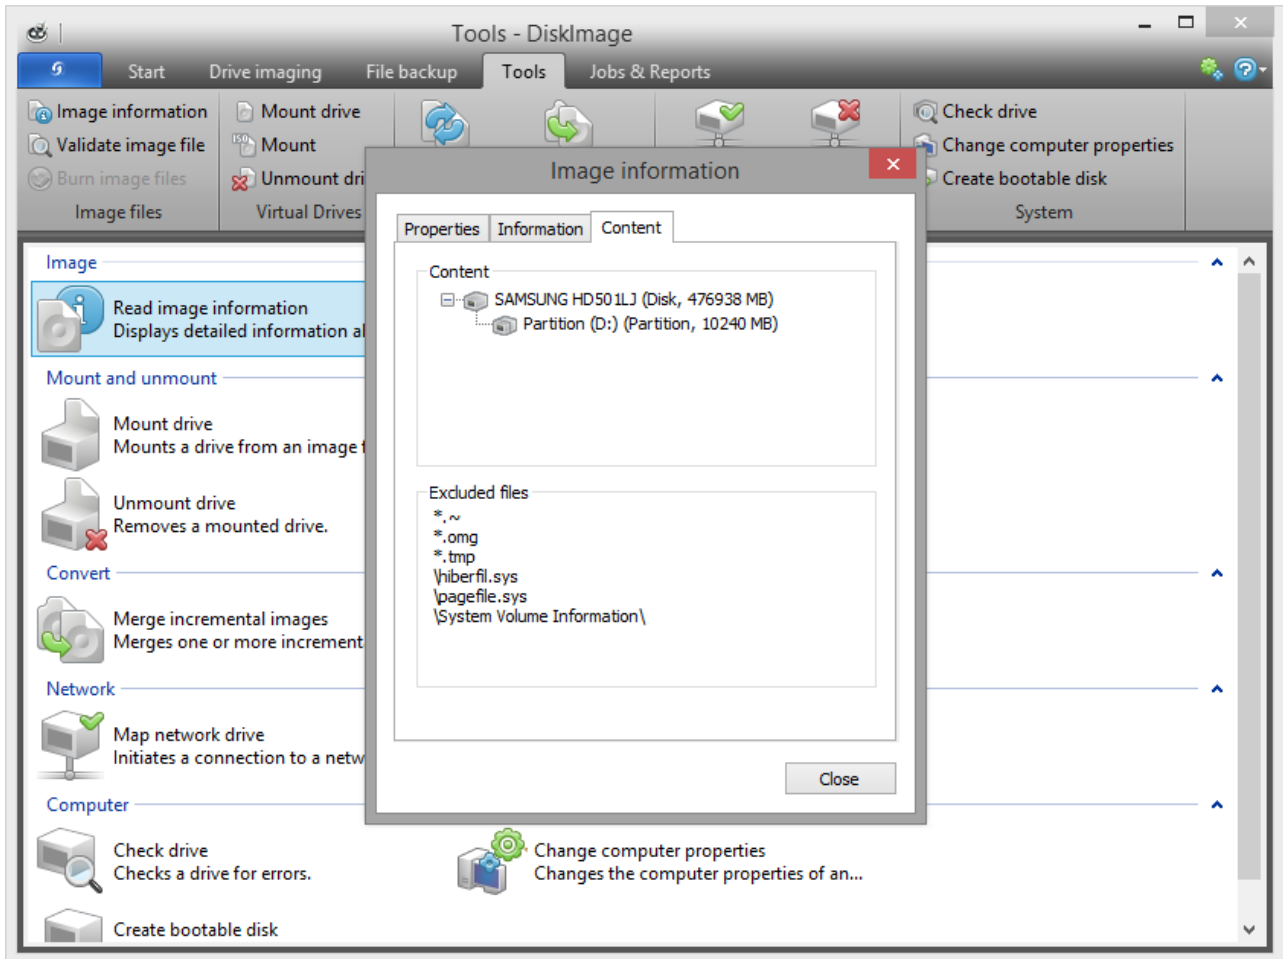 Tools - DiskImage
Start Drive imaging File backup Tools Jobs & Reports
Image information
Validate image file
Burn image files
Image files
Mount drive
ISO Mount
Unmount dri
Virtual Drives
Check drive
Change computer properties
Create bootable disk
System
Image
Read image information
Displays detailed information al
Mount and unmount
Mount drive
Mounts a drive from an image f
Unmount drive
Removes a mounted drive.
Convert
Merge incremental images
Merges one or more increment
Network
Map network drive
Initiates a connection to a netw
Computer
Check drive
Checks a drive for errors.
Change computer properties
Changes the computer properties of an...
Create bootable disk
Image information
Properties Information Content
Content
SAMSUNG HD501LJ (Disk, 476938 MB)
Partition (D:) (Partition, 10240 MB)
Excluded files
*.~
*.omg
*.tmp
\hiberfil.sys
\pagefile.sys
\System Volume Information\
Close